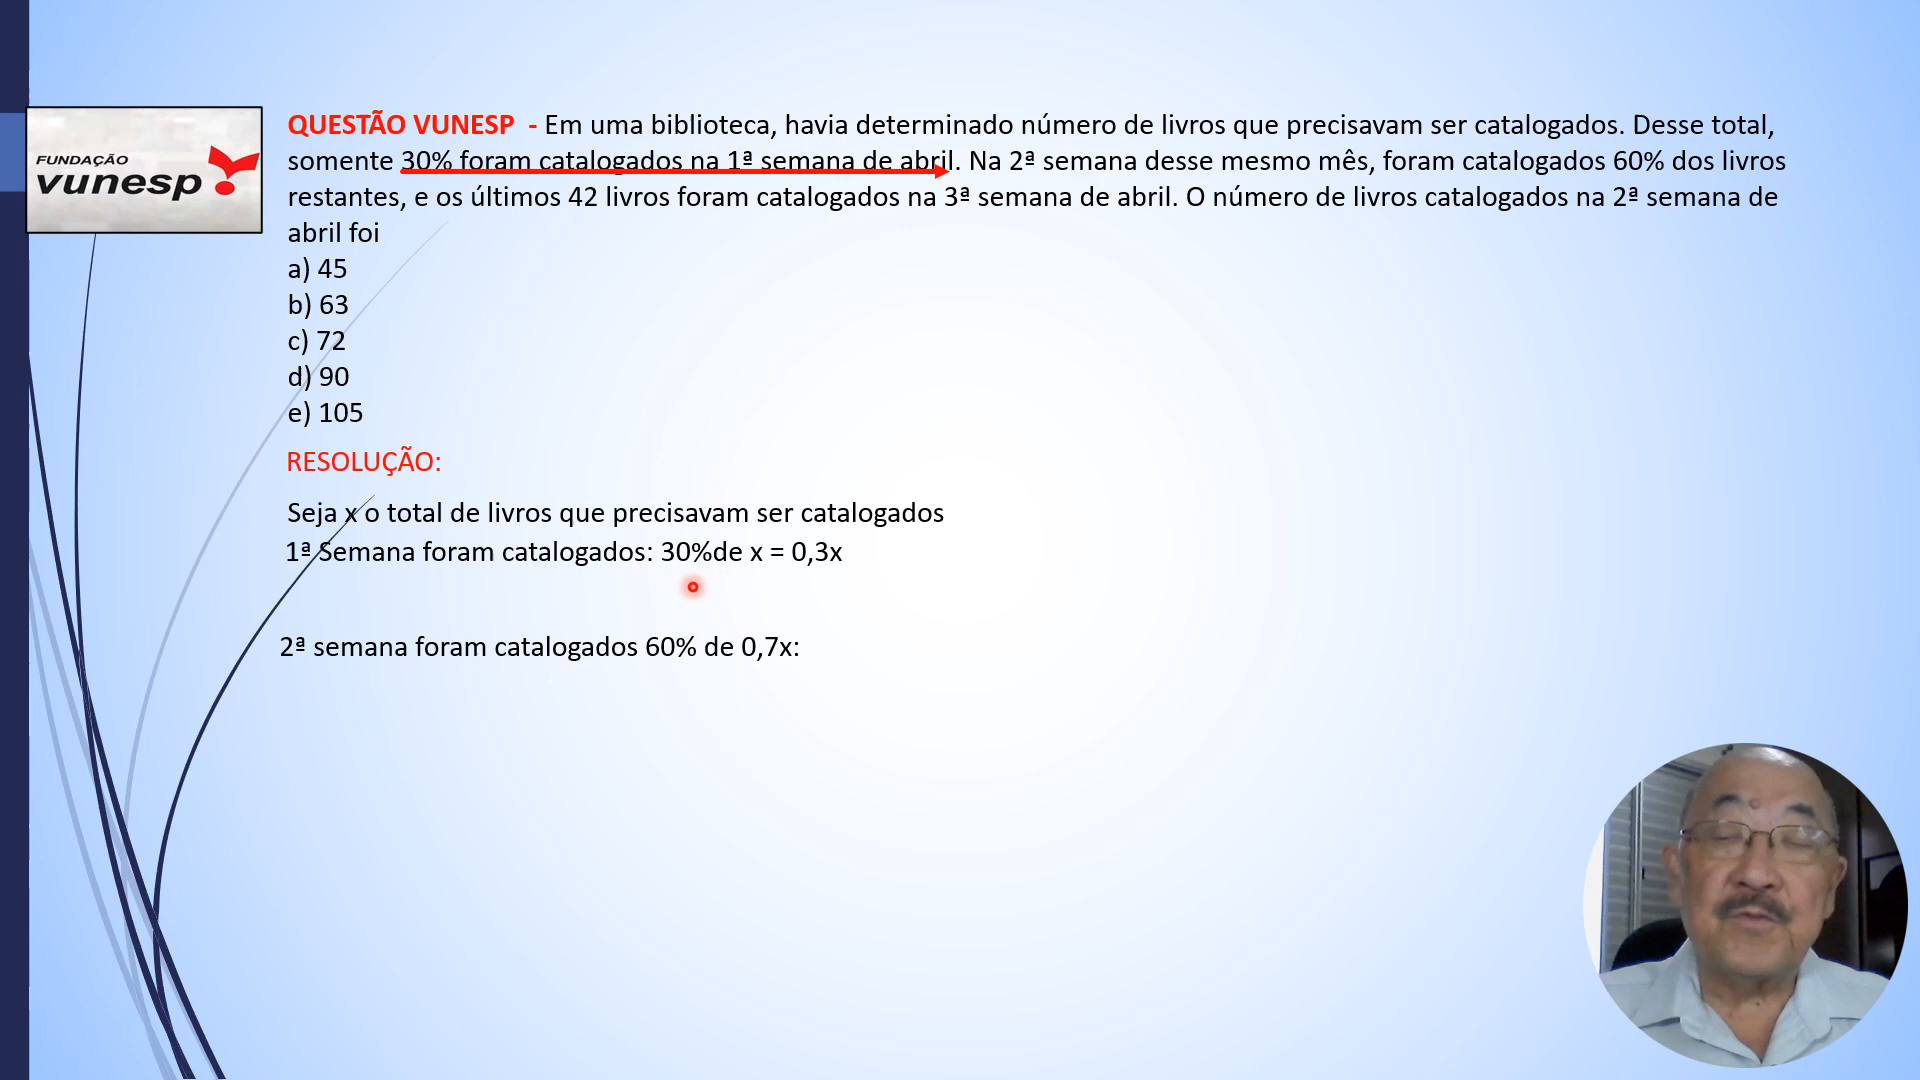 FUNDAÇÃO
vunesp
QUESTÃO VUNESP - Em uma biblioteca, havia determinado número de livros que precisavam ser catalogados. Desse total,
somente 30% foram catalogados na 1ª semana de abril. Na 2ª semana desse mesmo mês, foram catalogados 60% dos livros
restantes, e os últimos 42 livros foram catalogados na 3ª semana de abril. O número de livros catalogados na 2ª semana de
abril foi
a) 45
b) 63
c) 72
d) 90
e) 105
RESOLUÇÃO:
Seja x o total de livros que precisavam ser catalogados
1ª Semana foram catalogados: 30%de x = 0,3x
2ª semana foram catalogados 60% de 0,7x: